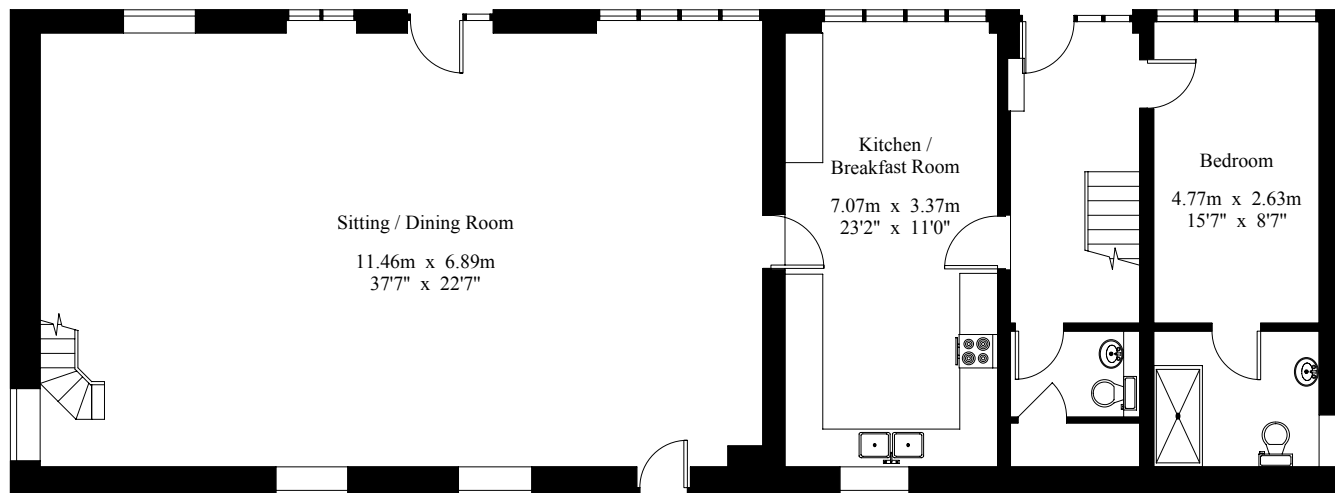 Sitting / Dining Room
11.46m x 6.89m
37'7" x 22'7"
Kitchen /
Breakfast Room
7.07m x 3.37m
23'2" x 11'0"
Bedroom
4.77m x 2.63m
15'7" x 8'7"